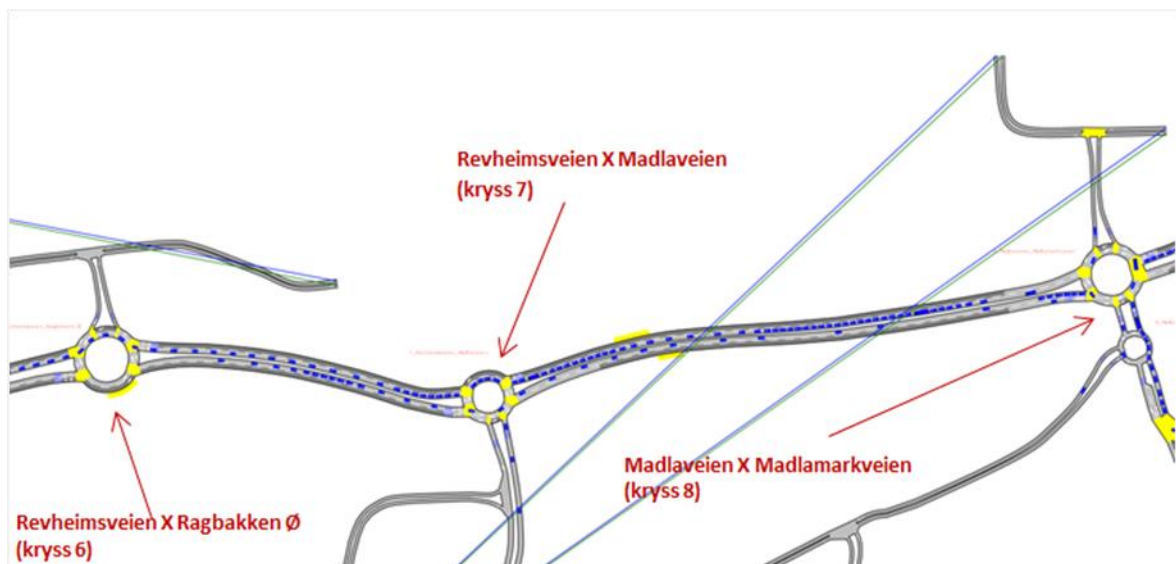 Revheimsveien X Madlaveien
(kryss 7)
Madlaveien X Madlamarkveien
(kryss 8)
Revheimsveien X Ragbakken Ø
(kryss 6)